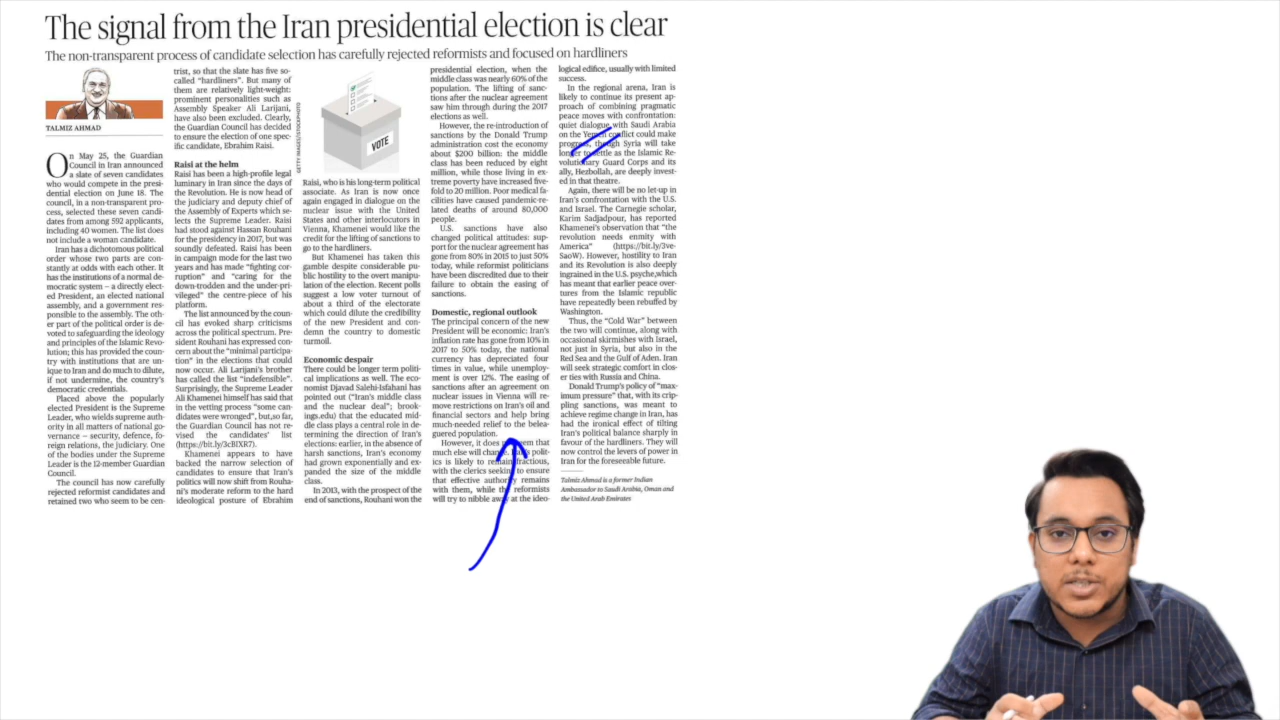 The signal from the Iran presidential election is clear
The non-transparent process of candidate selection has carefully rejected reformists and focused on hardliners
TALMIZ AHMAD
On May 25, the Guardian
Council in Iran announced
a slate of seven candidates
who would compete in the presi-
dential election on June 18. The
council, in a non-transparent pro-
cess, selected these seven candi-
dates from among 592 applicants,
including 40 women. The list does
not include a woman candidate.
Iran has a dichotomous political
order whose two parts are con-
stantly at odds with each other. It
has the institutions of a normal de-
mocratic system – a directly elect-
ed President, an elected national
assembly, and a government res-
ponsible to the assembly. The oth-
er part of the political order is de-
voted to safeguarding the ideology
and principles of the Islamic Revo-
lution; this has provided the coun-
try with institutions that are un-
ique to Iran and do much to dilute,
if not undermine, the country's
democratic credentials.
Placed above the popularly
elected President is the Supreme
Leader, who wields supreme auth-
ority in all matters of national go-
vernance – security, defence, fo-
reign relations, the judiciary. One
of the bodies under the Supreme
Leader is the 12-member Guardian
Council.
The council has now carefully
rejected reformist candidates and
retained two who seem to be cen-
trist, so that the slate has five so-
called "hardliners". But many of
them are relatively light-weight:
prominent personalities such as
Assembly Speaker Ali Larijani,
have also been excluded. Clearly,
the Guardian Council has decided
to ensure the election of one spec-
ific candidate, Ebrahim Raisi.
Raisi at the helm
Raisi has been a high-profile legal
luminary in Iran since the days of
the Revolution. He is now head of
the judiciary and deputy chief of
the Assembly of Experts which se-
lects the Supreme Leader. Raisi
had stood against Hassan Rouhani
for the presidency in 2017, but was
soundly defeated. Raisi has been
in campaign mode for the last two
years and has made "fighting cor-
ruption" and "caring for the
down-trodden and the under-pri-
vileged" the centre-piece of his
platform.
The list announced by the coun-
cil has evoked sharp criticisms
across the political spectrum. Pre-
sident Rouhani has expressed con-
cern about the "minimal participa-
tion" in the elections that could
now occur. Ali Larijani's brother
has called the list "indefensible".
Surprisingly, the Supreme Leader
Ali Khamenei himself has said that
in the vetting process "some can-
didates were wronged", but,so far,
the Guardian Council has not re-
vised the candidates' list
(https://bit.ly/3cBIXR7).
Khamenei appears to have
backed the narrow selection of
candidates to ensure that Iran's
politics will now shift from Rouha-
ni's moderate reform to the hard
ideological posture of Ebrahim
VOTE
GETTY IMAGES/ISTOCKPHOTO
Raisi, who is his long-term political
associate. As Iran is now once
again engaged in dialogue on the
nuclear issue with the United
States and other interlocutors in
Vienna, Khamenei would like the
credit for the lifting of sanctions to
go to the hardliners.
But Khamenei has taken this
gamble despite considerable pu-
blic hostility to the overt manipu-
lation of the election. Recent polls
suggest a low voter turnout of
about a third of the electorate
which could dilute the credibility
of the new President and con-
demn the country to domestic
turmoil.
Economic despair
There could be longer term politi-
cal implications as well. The eco-
nomist Djavad Salehi-Isfahani has
pointed out ("Iran's middle class
and the nuclear deal"; brook-
ings.edu) that the educated mid-
dle class plays a central role in de-
termining the direction of Iran's
elections: earlier, in the absence of
harsh sanctions, Iran's economy
had grown exponentially and ex-
panded the size of the middle
class.
In 2013, with the prospect of the
end of sanctions, Rouhani won the
presidential election, when the
middle class was nearly 60% of the
population. The lifting of sanc-
tions after the nuclear agreement
saw him through during the 2017
elections as well.
However, the re-introduction of
sanctions by the Donald Trump
administration cost the economy
about $200 billion: the middle
class has been reduced by eight
million, while those living in ex-
treme poverty have increased five-
fold to 20 million. Poor medical fa-
cilities have caused pandemic-re-
lated deaths of around 80,000
people.
U.S. sanctions have also
changed political attitudes: sup-
port for the nuclear agreement has
gone from 80% in 2015 to just 50%
today, while reformist politicians
have been discredited due to their
failure to obtain the easing of
sanctions.
Domestic, regional outlook
The principal concern of the new
President will be economic: Iran's
inflation rate has gone from 10% in
2017 to 50% today, the national
currency has depreciated four
times in value, while unemploy-
ment is over 12%. The easing of
sanctions after an agreement on
nuclear issues in Vienna will re-
move restrictions on Iran's oil and
financial sectors and help bring
much-needed relief to the belea-
guered population.
However, it does seem that
much else will change. Iran's polit-
ics is likely to remain fractious,
with the clerics seeking to ensure
that effective authority remains
with them, while the reformists
will try to nibble away at the ideo-
logical edifice, usually with limited
success.
In the regional arena, Iran is
likely to continue its present ap-
proach of combining pragmatic
peace moves with confrontation:
quiet dialogue with Saudi Arabia
on the Yemen conflict could make
progress, though Syria will take
longer to settle as the Islamic Re-
volutionary Guard Corps and its
ally, Hezbollah, are deeply invest-
ed in that theatre.
Again, there will be no let-up in
Iran's confrontation with the U.S.
and Israel. The Carnegie scholar,
Karim Sadjadpour, has reported
Khamenei's observation that "the
revolution needs enmity with
America" (https://bit.ly/3ve-
SaoW). However, hostility to Iran
and its Revolution is also deeply
ingrained in the U.S. psyche,which
has meant that earlier peace over-
tures from the Islamic republic
have repeatedly been rebuffed by
Washington.
Thus, the "Cold War" between
the two will continue, along with
occasional skirmishes with Israel,
not just in Syria, but also in the
Red Sea and the Gulf of Aden. Iran
will seek strategic comfort in clos-
er ties with Russia and China.
Donald Trump's policy of "max-
imum pressure" that, with its crip-
pling sanctions, was meant to
achieve regime change in Iran, has
had the ironical effect of tilting
Iran's political balance sharply in
favour of the hardliners. They will
now control the levers of power in
Iran for the foreseeable future.
Talmiz Ahmad is a former Indian
Ambassador to Saudi Arabia, Oman and
the United Arab Emirates